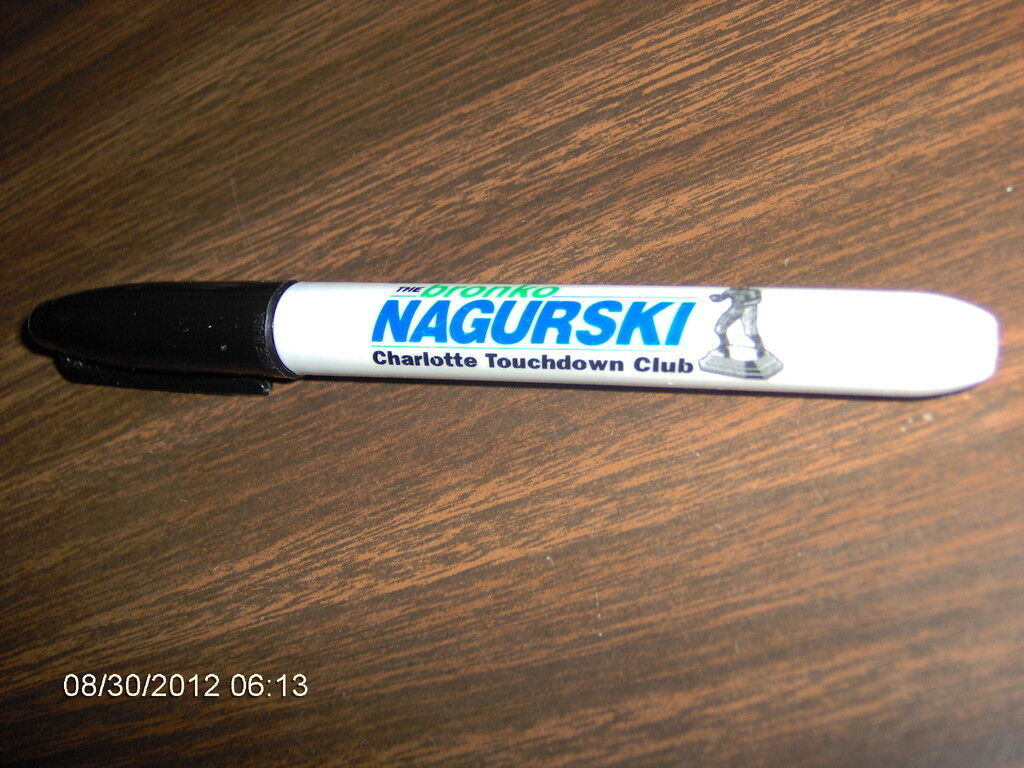 THE bronko
NAGURSKI
Charlotte Touchdown Club
08/30/2012 06:13